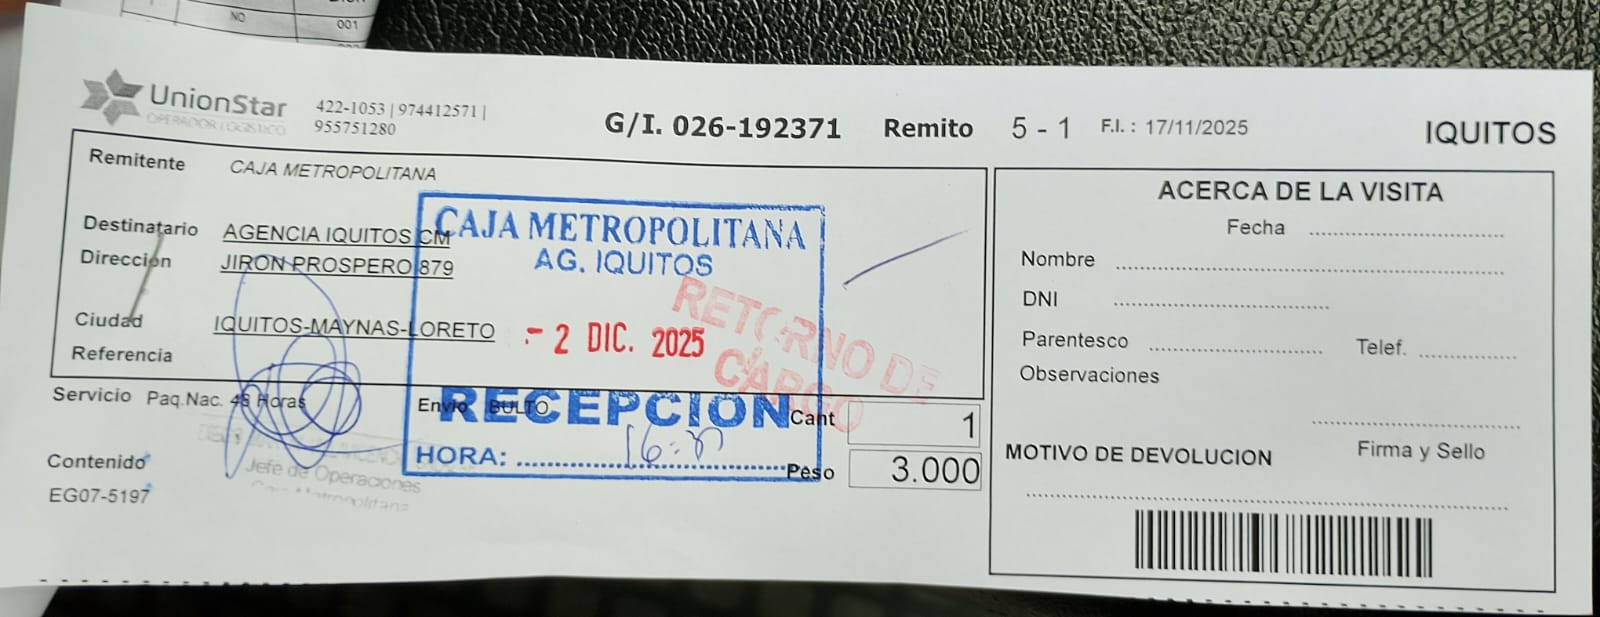 NO
001
UnionStar
OPERADOR LOGISTICO
422-1053 | 974412571 |
955751280
G/I. 026-192371 Remito 5 - 1 F.I. : 17/11/2025 IQUITOS
Remitente CAJA METROPOLITANA
Destinatario AGENCIA IQUITOS CM
Dirección JIRON PROSPERO 879
Ciudad IQUITOS-MAYNAS-LORETO
Referencia
CAJA METROPOLITANA
AG. IQUITOS
- 2 DIC. 2025
RECEPCION
HORA:
RETORNO DE
CARGO
Servicio Paq.Nac. 48 Horas Envio BULTO Cant 1
Peso 3.000
Contenido
EG07-5197
Jefe de Operaciones
Caja Metropolitana
ACERCA DE LA VISITA
Fecha
Nombre
DNI
Parentesco Telef.
Observaciones
MOTIVO DE DEVOLUCION Firma y Sello